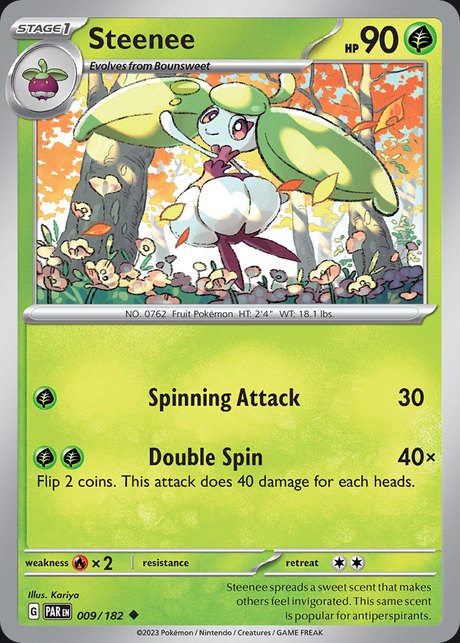 STAGE1
Steenee
HP 90
Evolves from Bounsweet
NO. 0762 Fruit Pokémon HT: 2'4" WT: 18.1 lbs.
Spinning Attack 30
Double Spin 40×
Flip 2 coins. This attack does 40 damage for each heads.
weakness × 2 resistance retreat
Illus. Kariya
G PAR EN 009/182
Steenee spreads a sweet scent that makes
others feel invigorated. This same scent
is popular for antiperspirants.
©2023 Pokémon / Nintendo / Creatures / GAME FREAK